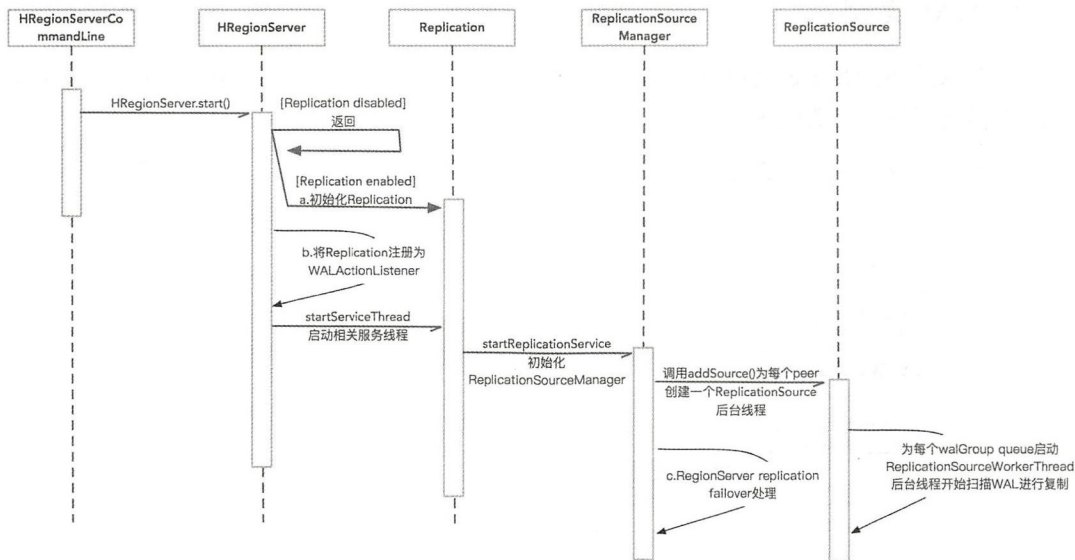 HRegionServerCo
mmandLine
HRegionServer
Replication
ReplicationSource
Manager
ReplicationSource
HRegionServer.start()
[Replication disabled]
返回
[Replication enabled]
a.初始化Replication
b.将Replication注册为
WALActionListener
startServiceThread
启动相关服务线程
startReplicationService
初始化
ReplicationSourceManager
调用addSource()为每个peer
创建一个ReplicationSource
后台线程
c.RegionServer replication
failover处理
为每个walGroup queue启动
ReplicationSourceWorkerThread
后台线程开始扫描WAL进行复制